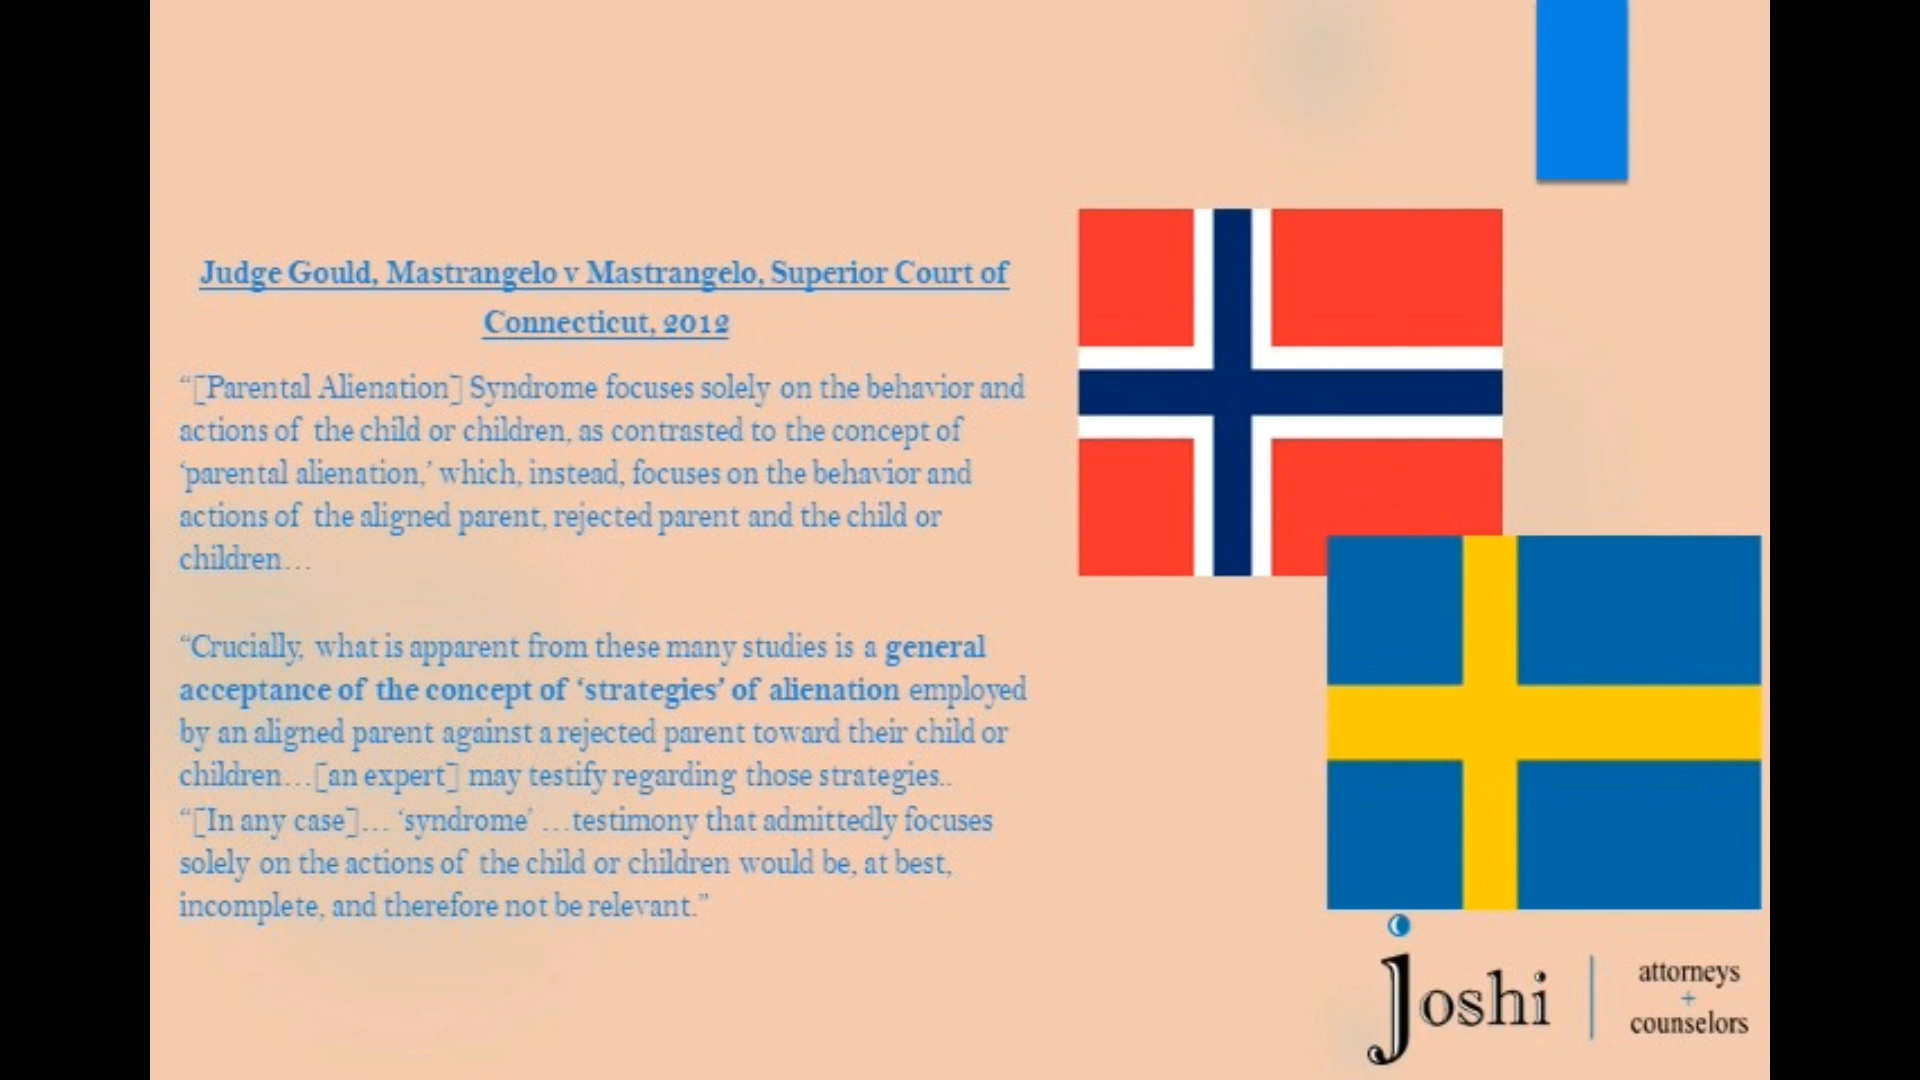 Judge Gould, Mastrangelo v Mastrangelo, Superior Court of
Connecticut, 2012
“[Parental Alienation] Syndrome focuses solely on the behavior and
actions of the child or children, as contrasted to the concept of
‘parental alienation,’ which, instead, focuses on the behavior and
actions of the aligned parent, rejected parent and the child or
children…
“Crucially, what is apparent from these many studies is a general
acceptance of the concept of ‘strategies’ of alienation employed
by an aligned parent against a rejected parent toward their child or
children…[an expert] may testify regarding those strategies..
“[In any case]… ‘syndrome’ …testimony that admittedly focuses
solely on the actions of the child or children would be, at best,
incomplete, and therefore not be relevant.”
Joshi
attorneys
+
counselors